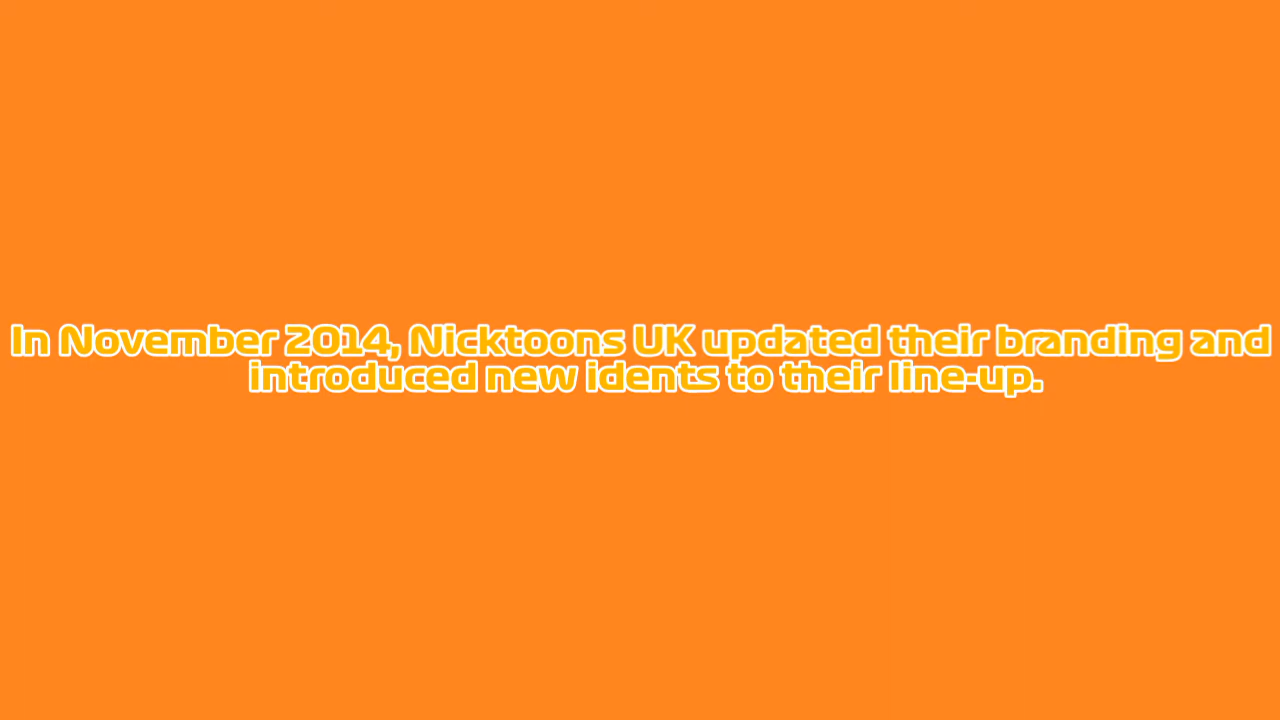 In November 2014, Nicktoons UK updated their branding and
introduced new idents to their line-up.